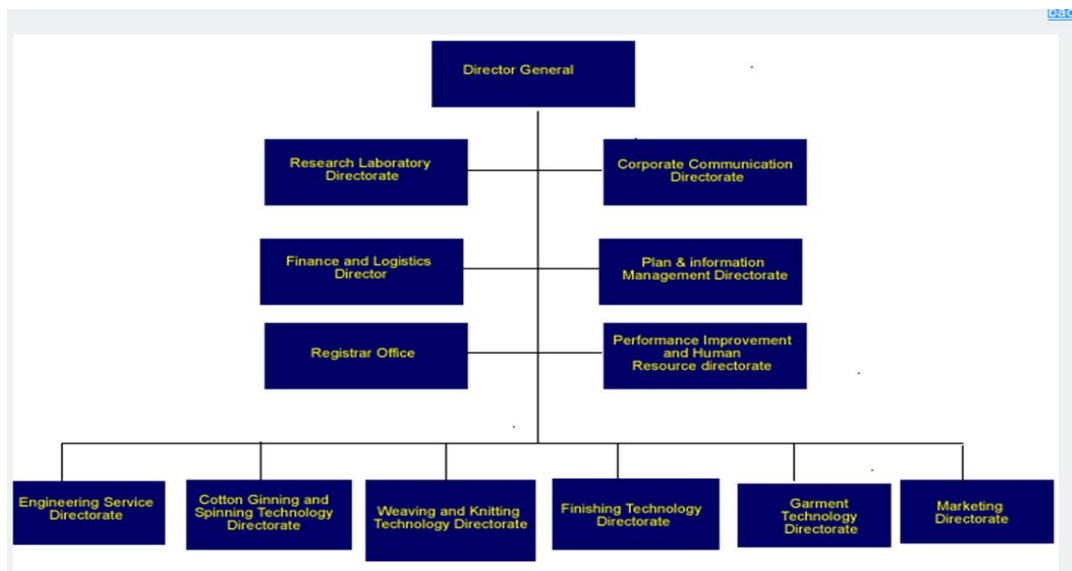 Director General
Research Laboratory
Directorate
Corporate Communication
Directorate
Finance and Logistics
Director
Plan & information
Management Directorate
Registrar Office
Performance Improvement
and Human
Resource directorate
Engineering Service
Directorate
Cotton Ginning and
Spinning Technology
Directorate
Weaving and Knitting
Technology Directorate
Finishing Technology
Directorate
Garment
Technology
Directorate
Marketing
Directorate